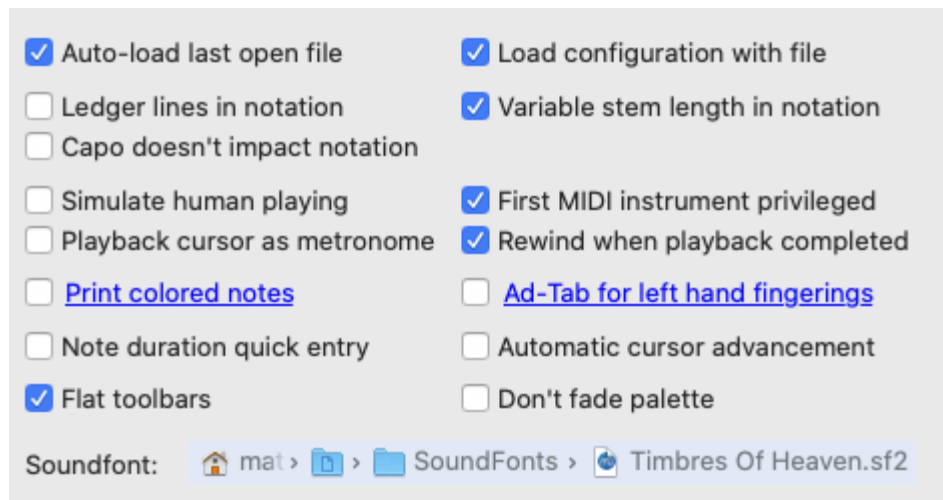 Auto-load last open file
Load configuration with file
Ledger lines in notation
Variable stem length in notation
Capo doesn't impact notation
Simulate human playing
First MIDI instrument privileged
Playback cursor as metronome
Rewind when playback completed
Print colored notes
Ad-Tab for left hand fingerings
Note duration quick entry
Automatic cursor advancement
Flat toolbars
Don't fade palette
Soundfont: mat › › SoundFonts › Timbres Of Heaven.sf2